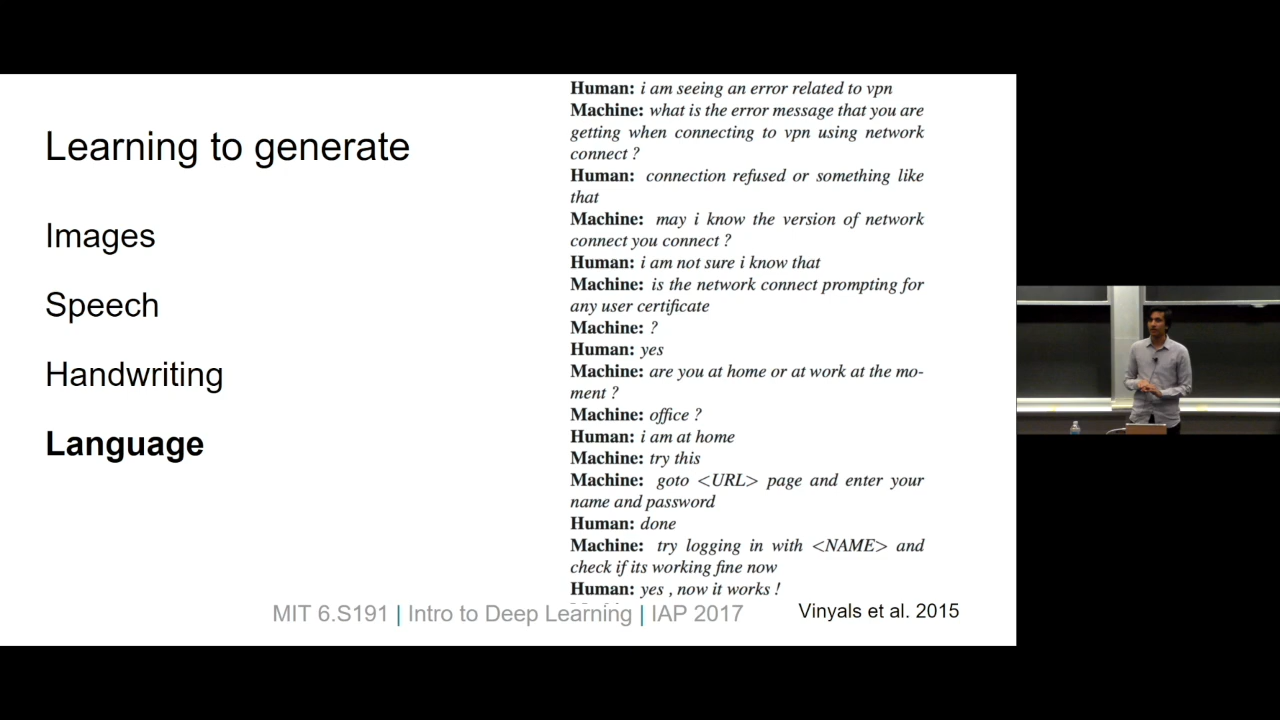 Learning to generate
Images
Speech
Handwriting
Language
Human: i am seeing an error related to vpn
Machine: what is the error message that you are
getting when connecting to vpn using network
connect ?
Human: connection refused or something like
that
Machine: may i know the version of network
connect you connect ?
Human: i am not sure i know that
Machine: is the network connect prompting for
any user certificate
Machine: ?
Human: yes
Machine: are you at home or at work at the mo-
ment ?
Machine: office ?
Human: i am at home
Machine: try this
Machine: goto <URL> page and enter your
name and password
Human: done
Machine: try logging in with <NAME> and
check if its working fine now
Human: yes , now it works !
MIT 6.S191 | Intro to Deep Learning | IAP 2017
Vinyals et al. 2015